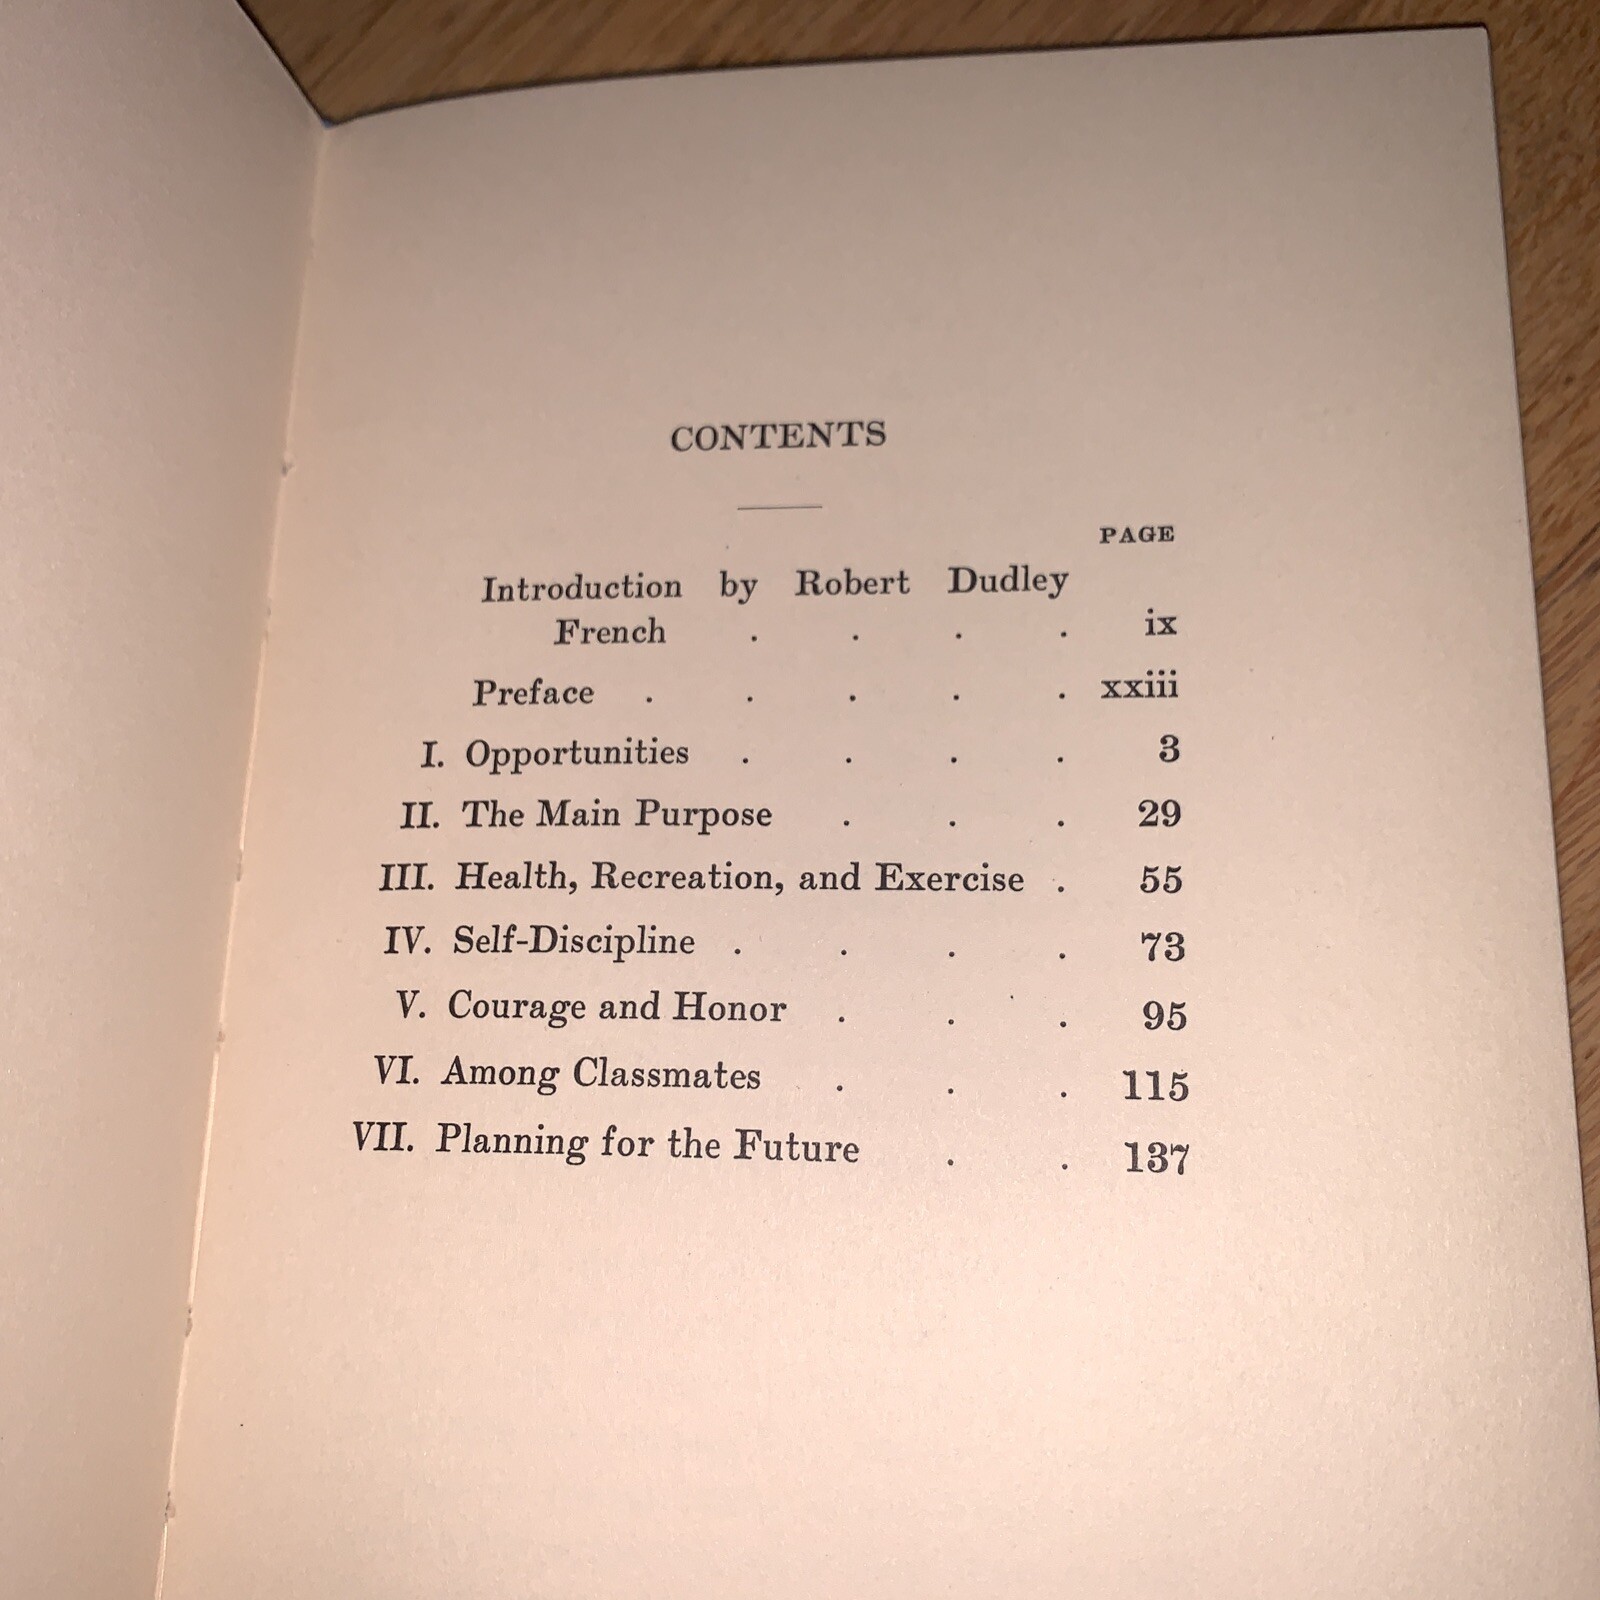 CONTENTS
PAGE
Introduction by Robert Dudley
French . . . . ix
Preface . . . . . xxiii
I. Opportunities . . . . 3
II. The Main Purpose . . . 29
III. Health, Recreation, and Exercise . 55
IV. Self-Discipline . . . . 73
V. Courage and Honor . . . 95
VI. Among Classmates . . . 115
VII. Planning for the Future . . 137